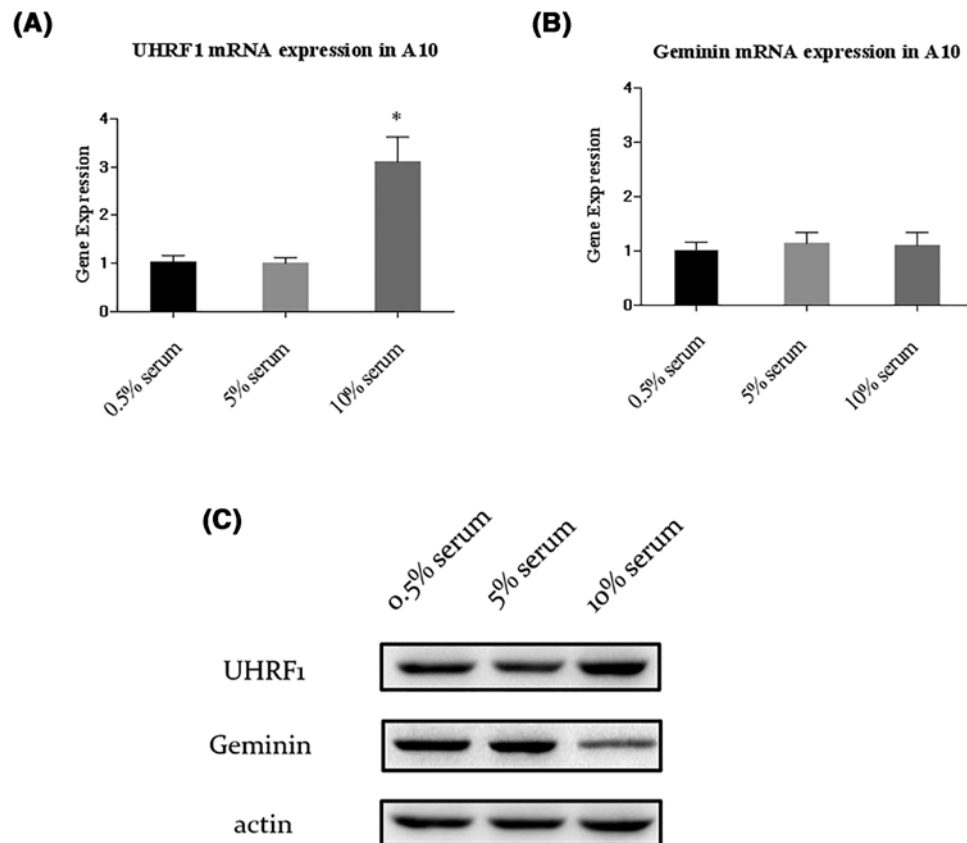 (A)
UHRF1 mRNA expression in A10
Gene Expression
4
3
2
1
0
*
0.5% serum
5% serum
10% serum
(B)
Geminin mRNA expression in A10
Gene Expression
4
3
2
1
0
0.5% serum
5% serum
10% serum
(C)
0.5% serum
5% serum
10% serum
UHRF1
Geminin
actin